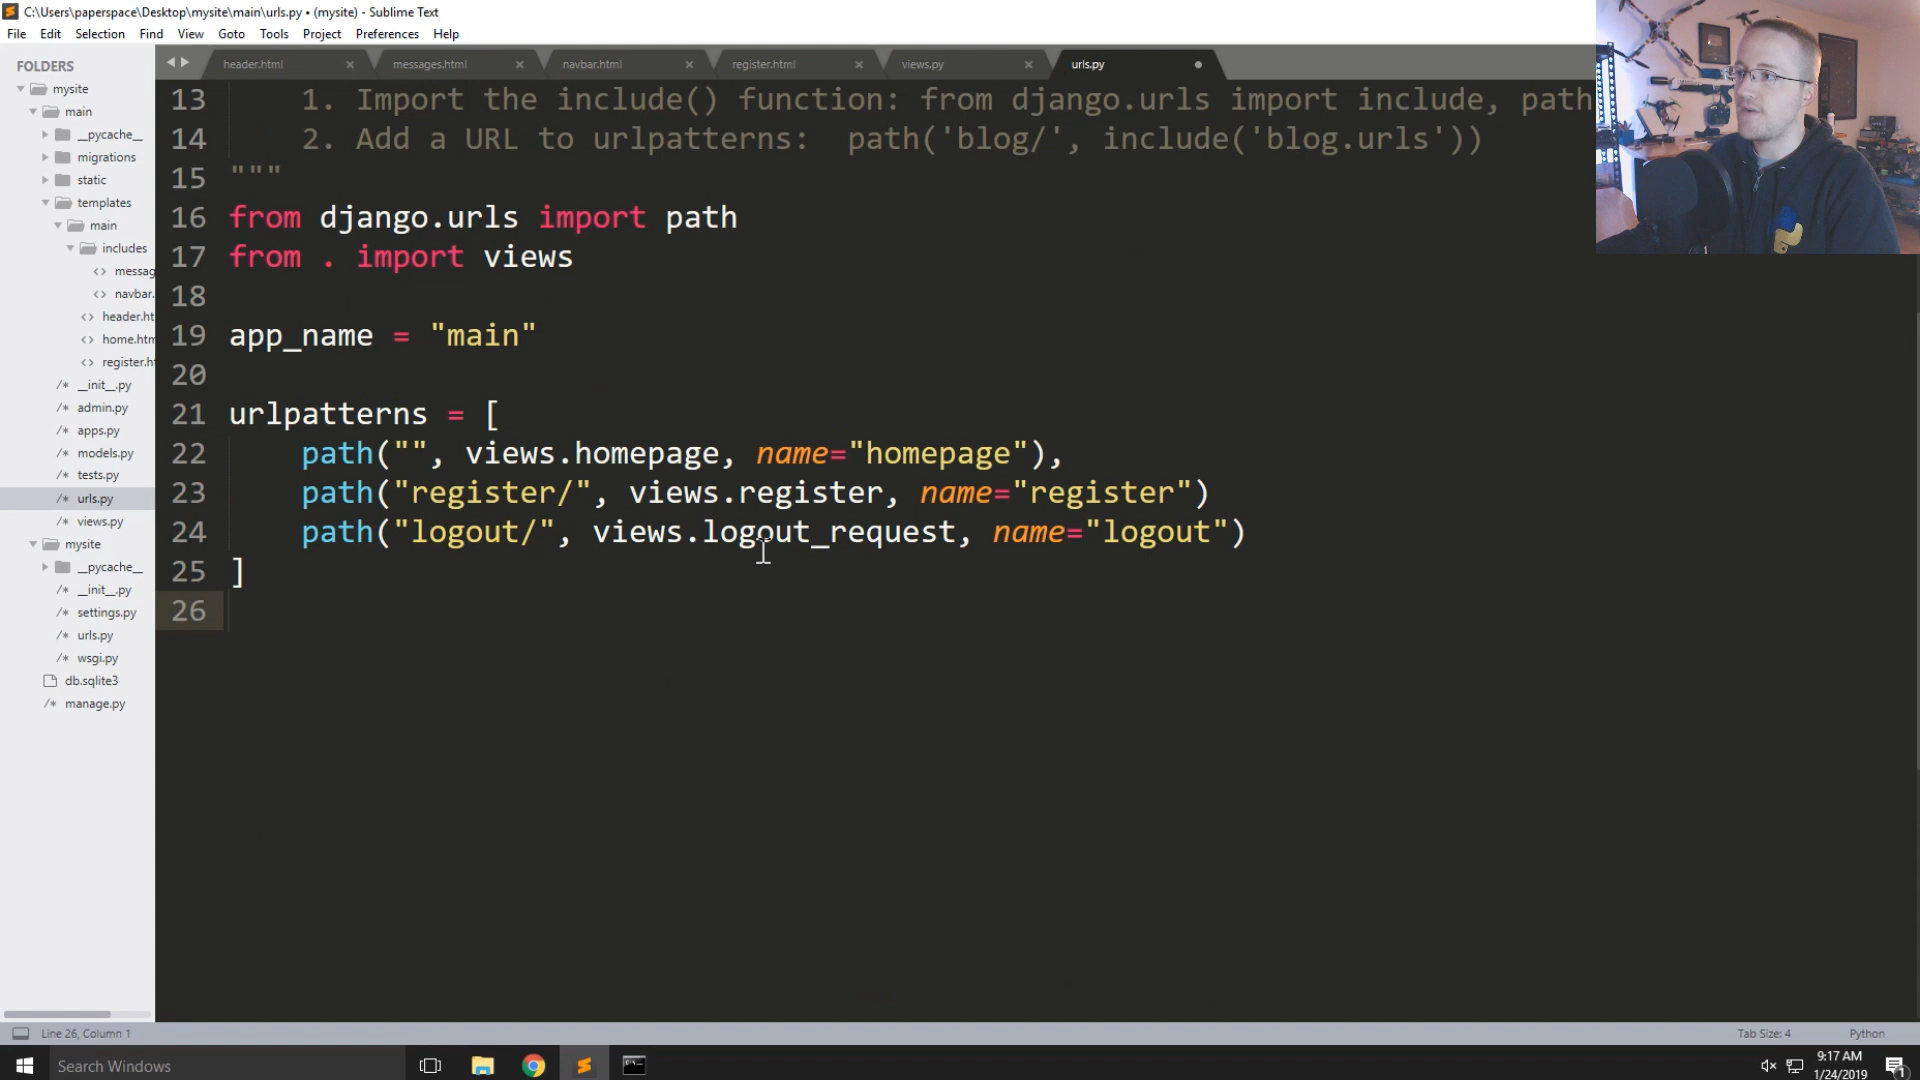 C:\Users\paperspace\Desktop\mysite\main\urls.py • (mysite) - Sublime Text
File Edit Selection Find View Goto Tools Project Preferences Help
FOLDERS
mysite
main
__pycache__
migrations
static
templates
main
includes
messag
navbar.
header.ht
home.htm
register.h
__init__.py
admin.py
apps.py
models.py
tests.py
urls.py
views.py
mysite
__pycache__
__init__.py
settings.py
urls.py
wsgi.py
db.sqlite3
manage.py
header.html messages.html navbar.html register.html views.py urls.py
13 1. Import the include() function: from django.urls import include, path
14 2. Add a URL to urlpatterns:  path('blog/', include('blog.urls'))
15 """
16 from django.urls import path
17 from . import views
18
19 app_name = "main"
20
21 urlpatterns = [
22 path("", views.homepage, name="homepage"),
23 path("register/", views.register, name="register")
24 path("logout/", views.logout_request, name="logout")
25 ]
26
Line 26, Column 1 Tab Size: 4 Python
Search Windows
9:17 AM
1/24/2019
1